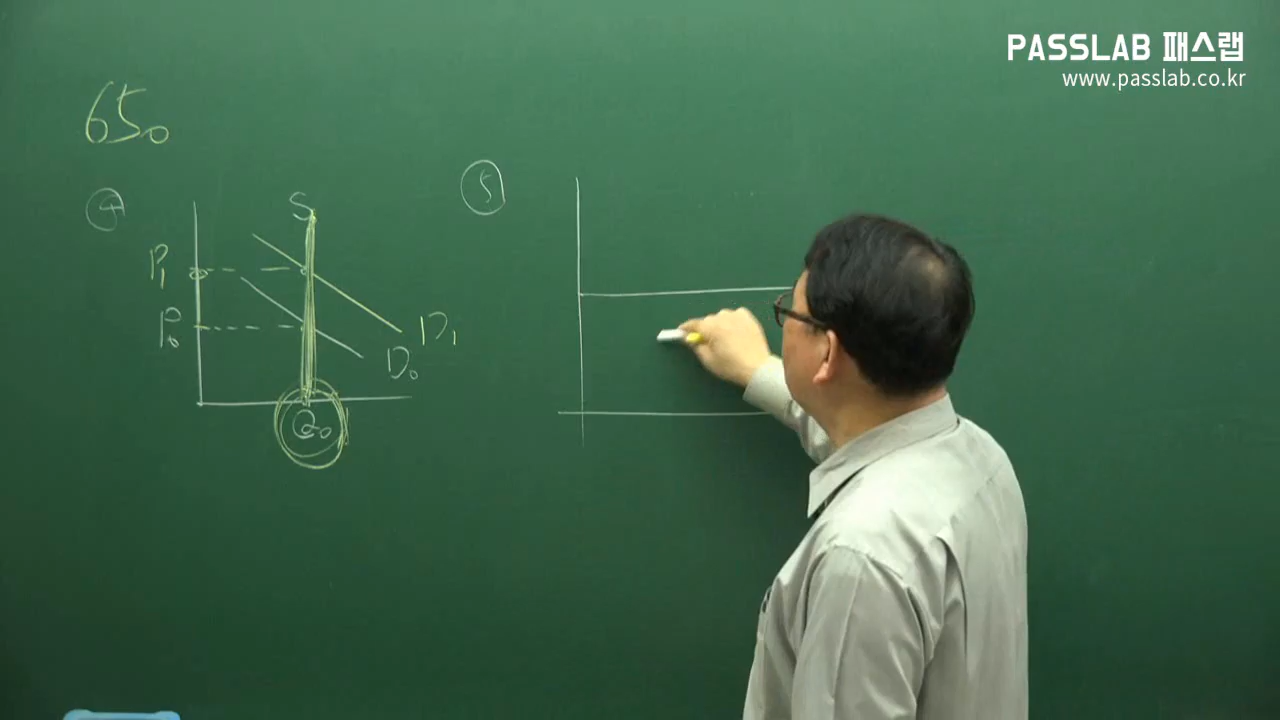 PASSLAB 패스랩
www.passlab.co.kr
65。
④
S
P₁
P₀
D₁
D₀
Q₀
⑤